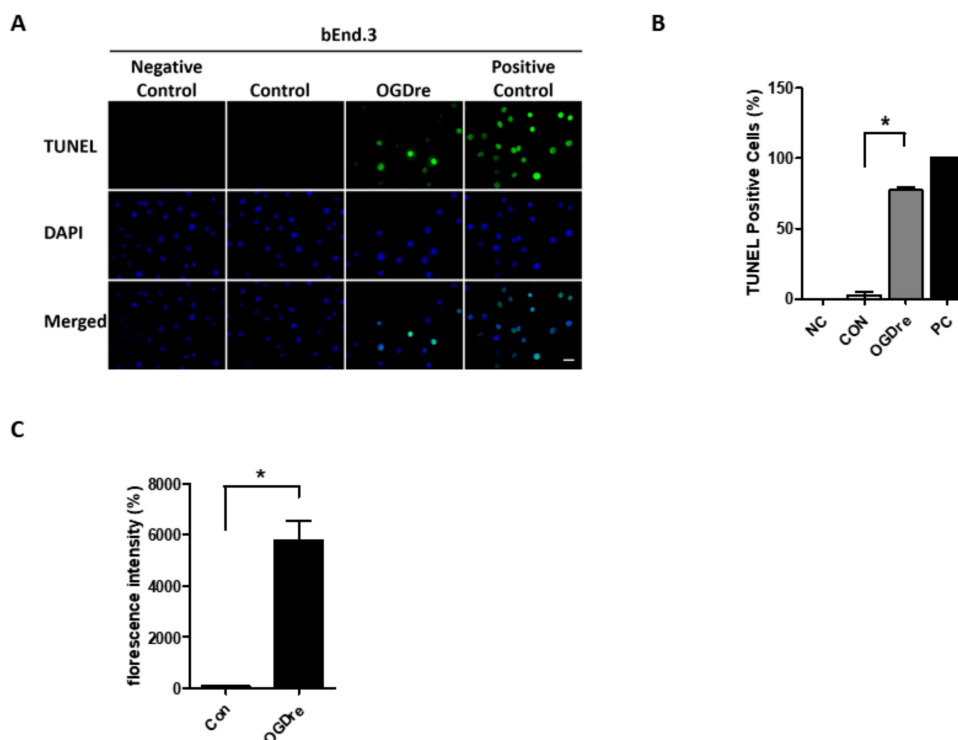 A
bEnd.3
Negative Control
Control
OGDre
Positive Control
TUNEL
DAPI
Merged
B
TUNEL Positive Cells (%)
150
100
50
0
*
NC
CON
OGDre
PC
C
florescence intensity (%)
8000
6000
4000
2000
0
*
Con
OGDre